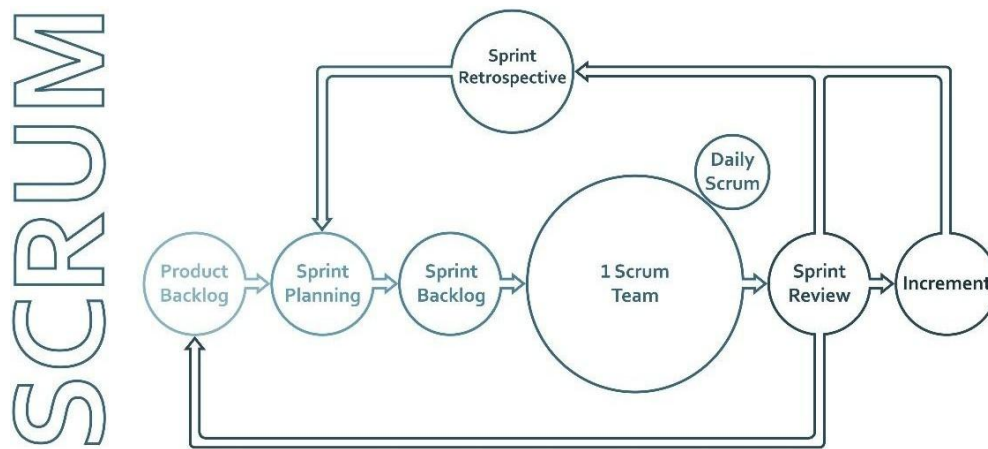 SCRUM
Sprint
Retrospective
Daily
Scrum
Product
Backlog
Sprint
Planning
Sprint
Backlog
1 Scrum
Team
Sprint
Review
Increment